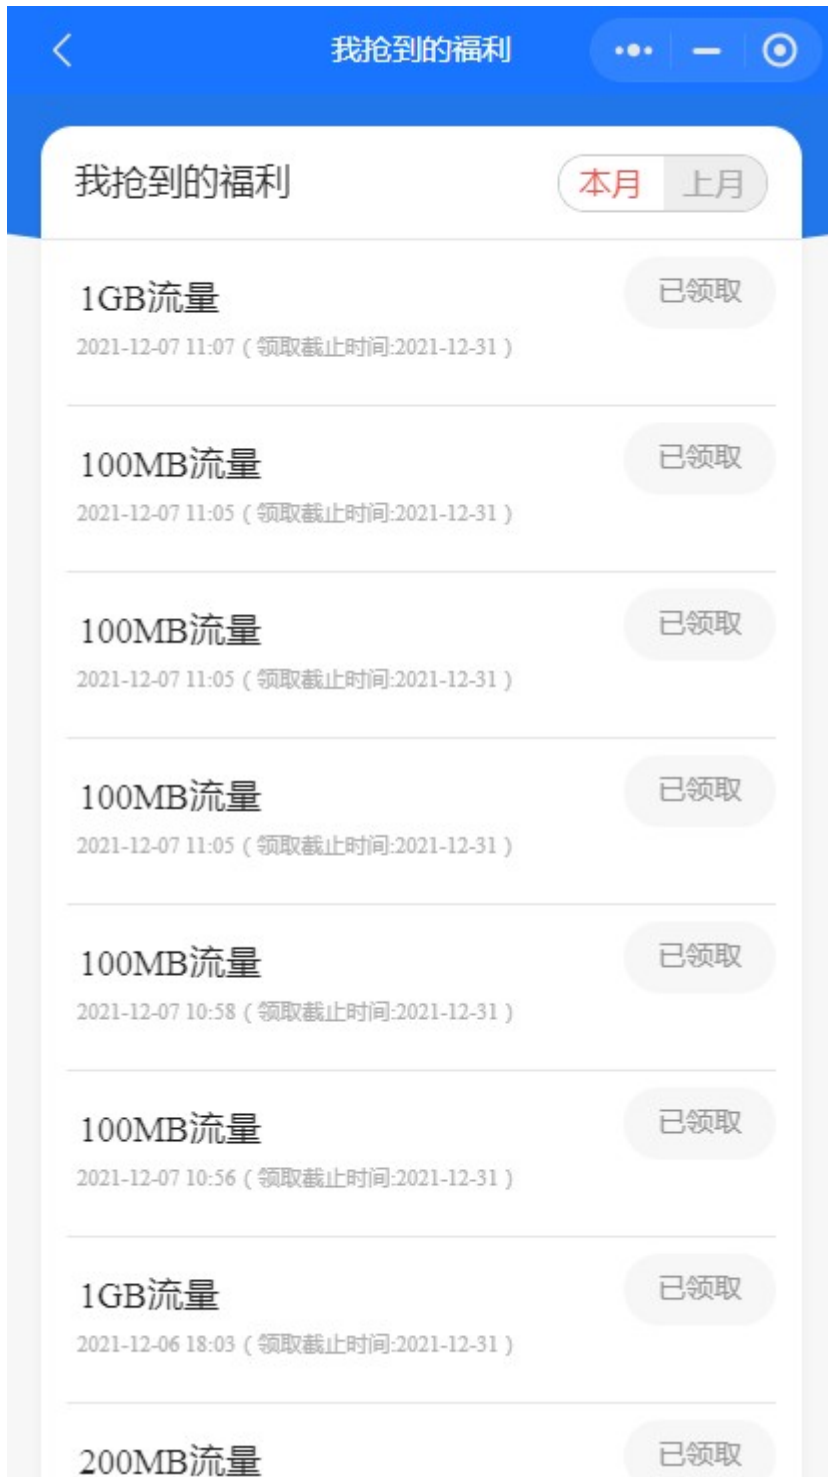 我抢到的福利
我抢到的福利
本月 上月
1GB流量 已领取
2021-12-07 11:07 ( 领取截止时间:2021-12-31 )
100MB流量 已领取
2021-12-07 11:05 ( 领取截止时间:2021-12-31 )
100MB流量 已领取
2021-12-07 11:05 ( 领取截止时间:2021-12-31 )
100MB流量 已领取
2021-12-07 11:05 ( 领取截止时间:2021-12-31 )
100MB流量 已领取
2021-12-07 10:58 ( 领取截止时间:2021-12-31 )
100MB流量 已领取
2021-12-07 10:56 ( 领取截止时间:2021-12-31 )
1GB流量 已领取
2021-12-06 18:03 ( 领取截止时间:2021-12-31 )
200MB流量 已领取